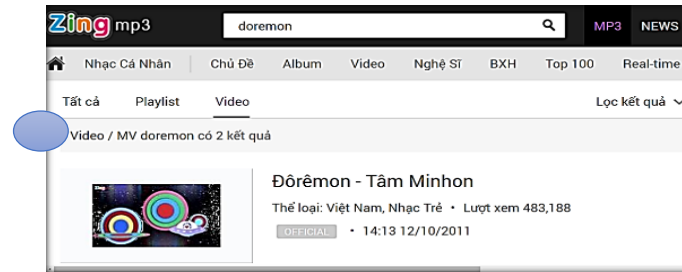 Zing mp3 doremon MP3 NEWS
Nhạc Cá Nhân Chủ Đề Album Video Nghệ Sĩ BXH Top 100 Real-time
Tất cả Playlist Video Lọc kết quả
Video / MV doremon có 2 kết quả
Zing
Đôrêmon - Tâm Minhon
Thể loại: Việt Nam, Nhạc Trẻ • Lượt xem 483,188
OFFICIAL • 14:13 12/10/2011